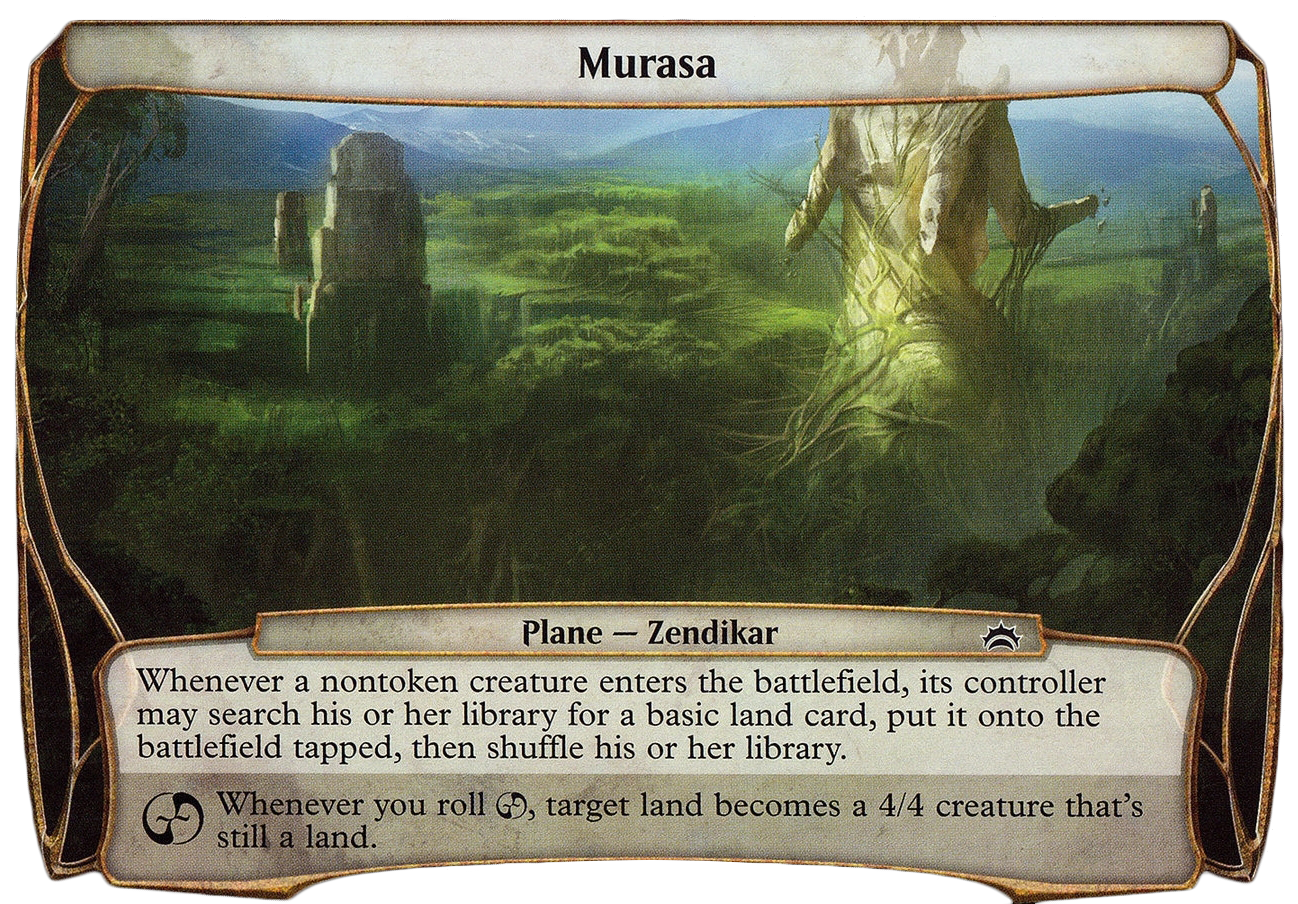 Murasa
Plane — Zendikar
Whenever a nontoken creature enters the battlefield, its controller
may search his or her library for a basic land card, put it onto the
battlefield tapped, then shuffle his or her library.
Whenever you roll , target land becomes a 4/4 creature that's
still a land.